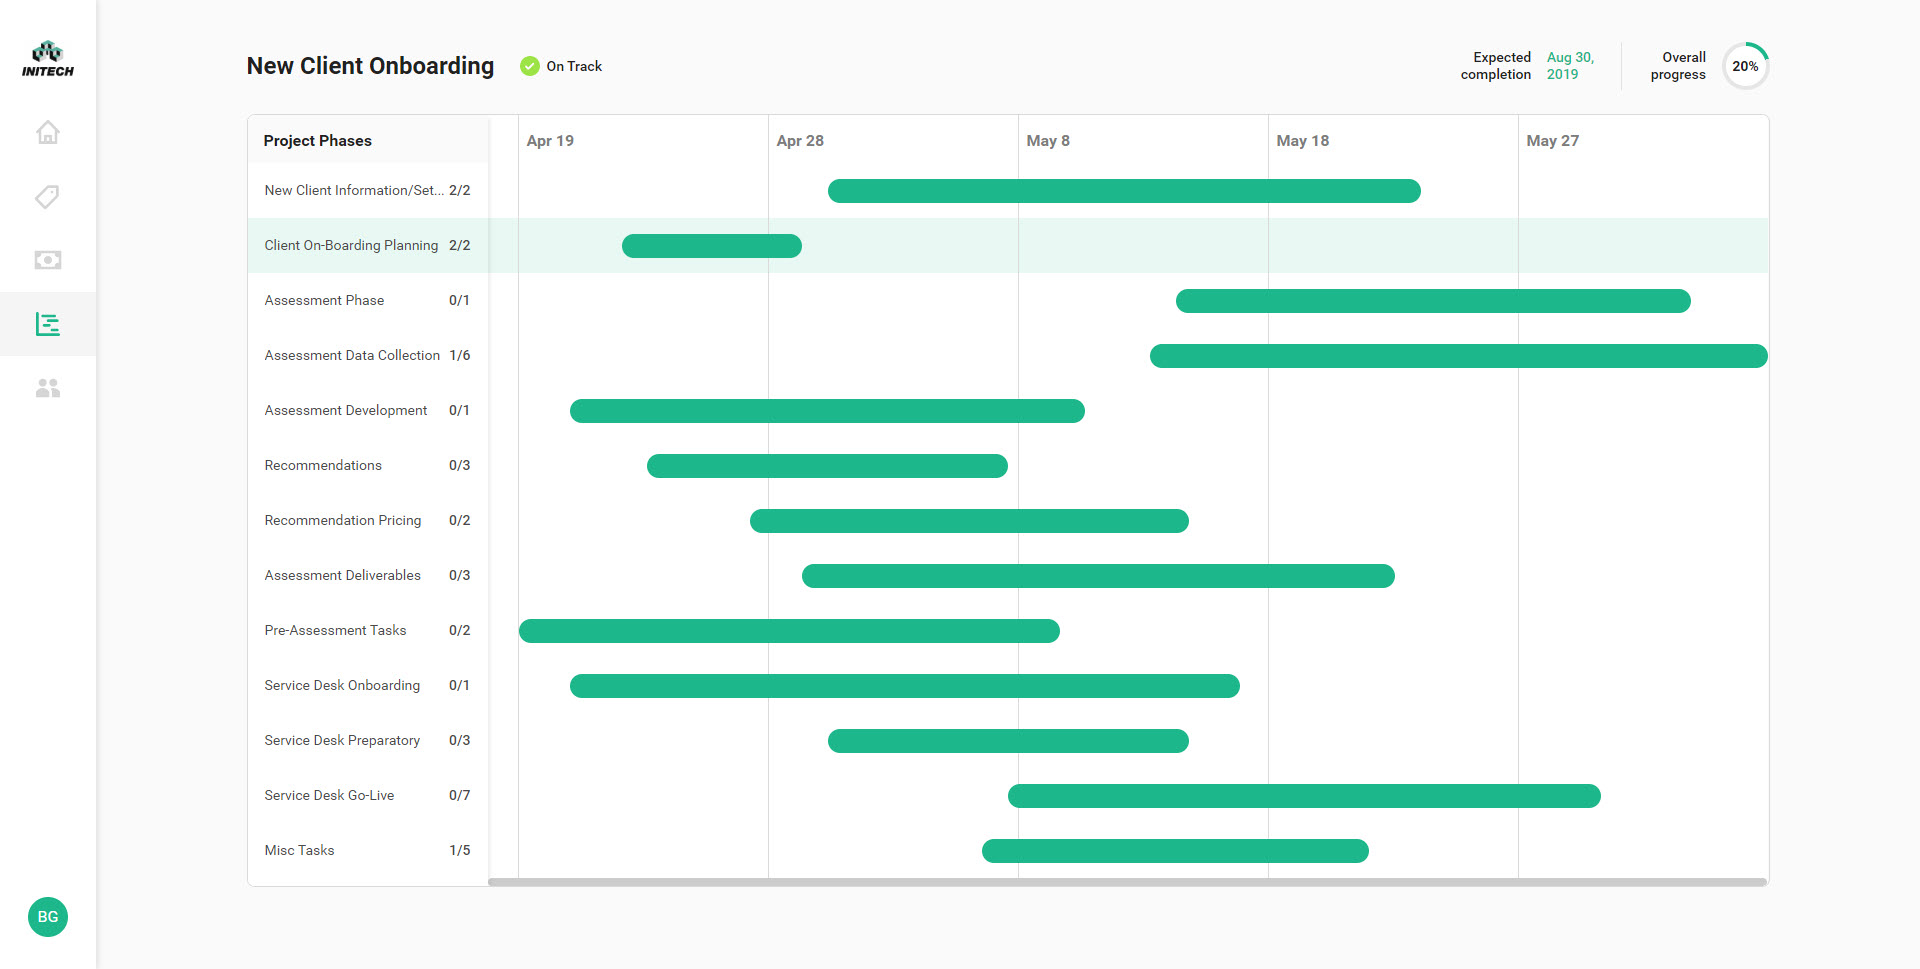 INITECH
New Client Onboarding
On Track
Expected
completion
Aug 30,
2019
Overall
progress
20%
Project Phases
Apr 19
Apr 28
May 8
May 18
May 27
New Client Information/Set... 2/2
Client On-Boarding Planning 2/2
Assessment Phase 0/1
Assessment Data Collection 1/6
Assessment Development 0/1
Recommendations 0/3
Recommendation Pricing 0/2
Assessment Deliverables 0/3
Pre-Assessment Tasks 0/2
Service Desk Onboarding 0/1
Service Desk Preparatory 0/3
Service Desk Go-Live 0/7
Misc Tasks 1/5
BG